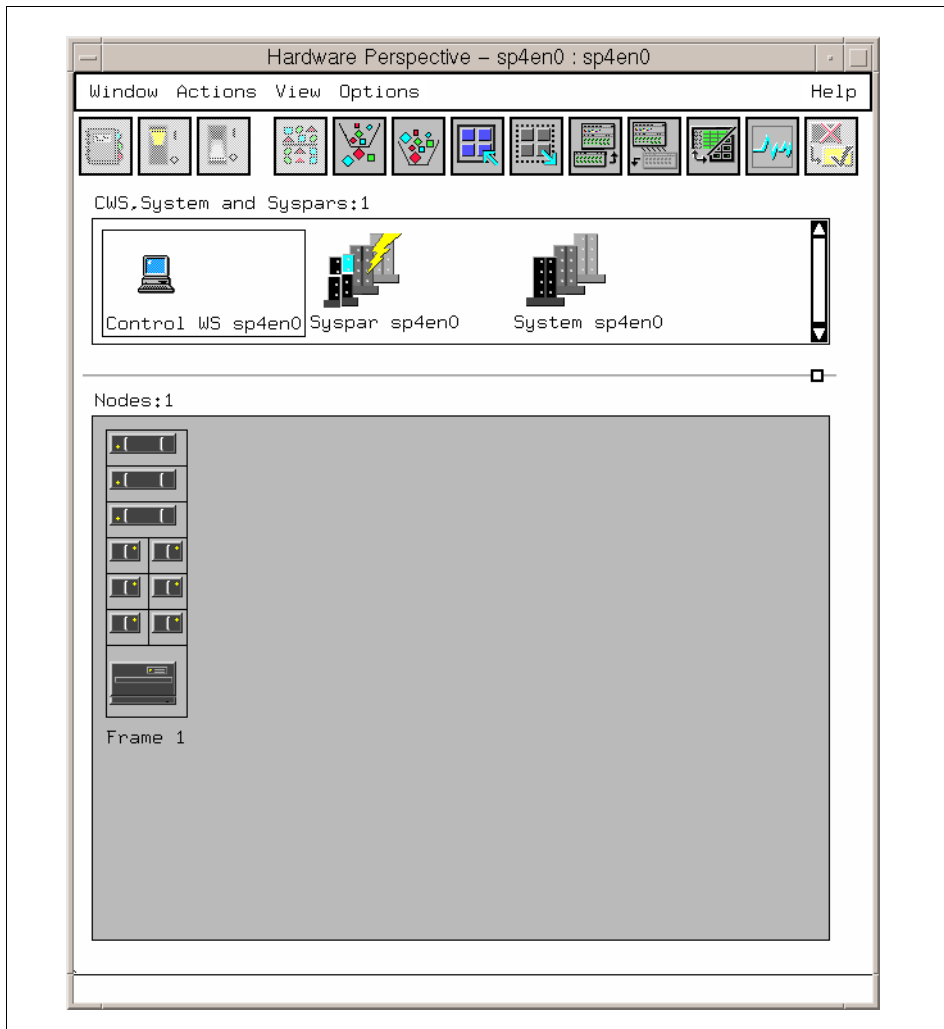 Hardware Perspective – sp4en0 : sp4en0
Window Actions View Options Help
CWS,System and Syspars:1
Control WS sp4en0 Syspar sp4en0 System sp4en0
Nodes:1
Frame 1